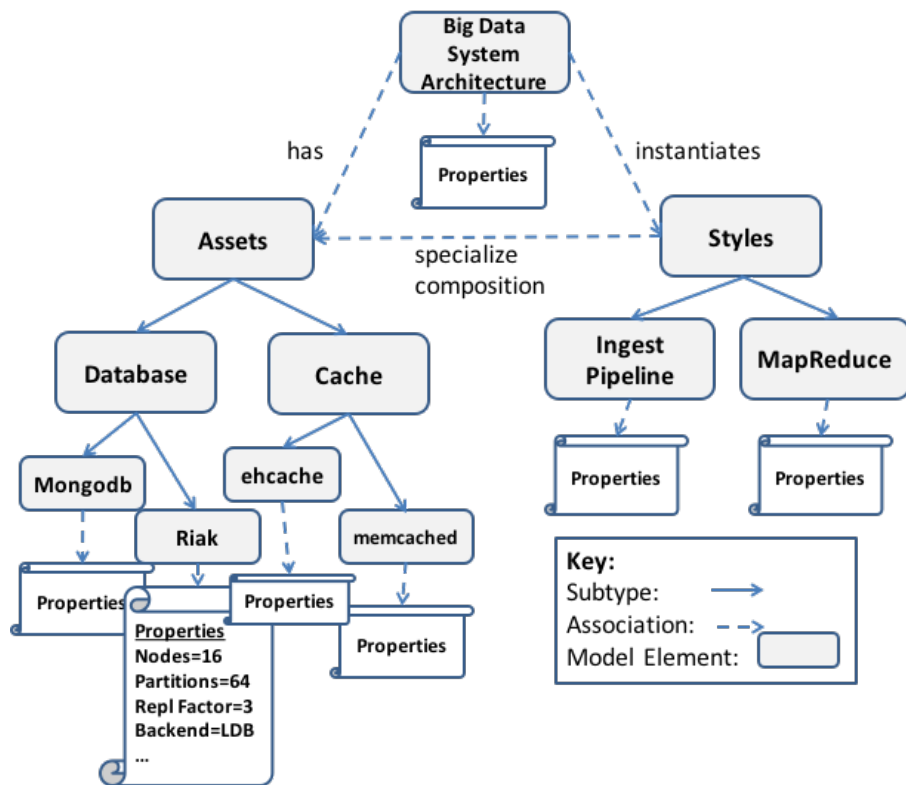 Big Data
System
Architecture
has
instantiates
Properties
Assets
Styles
specialize
composition
Database
Cache
Ingest
Pipeline
MapReduce
Mongodb
ehcache
Riak
memcached
Properties
Properties
Properties
Properties
Properties
Properties
Nodes=16
Partitions=64
Repl Factor=3
Backend=LDB
...
Key:
Subtype:
Association:
Model Element: